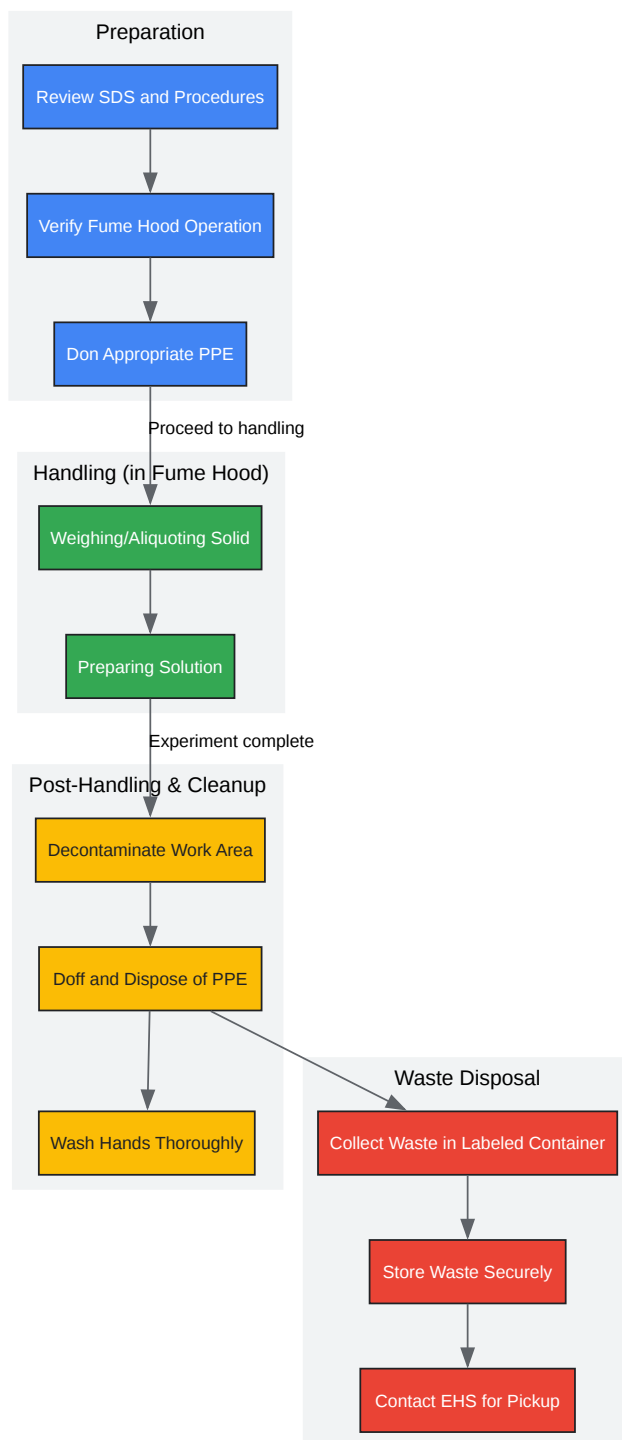 Preparation
Review SDS and Procedures
Verify Fume Hood Operation
Don Appropriate PPE
Proceed to handling
Handling (in Fume Hood)
Weighing/Aliquoting Solid
Preparing Solution
Experiment complete
Post-Handling & Cleanup
Decontaminate Work Area
Doff and Dispose of PPE
Wash Hands Thoroughly
Waste Disposal
Collect Waste in Labeled Container
Store Waste Securely
Contact EHS for Pickup